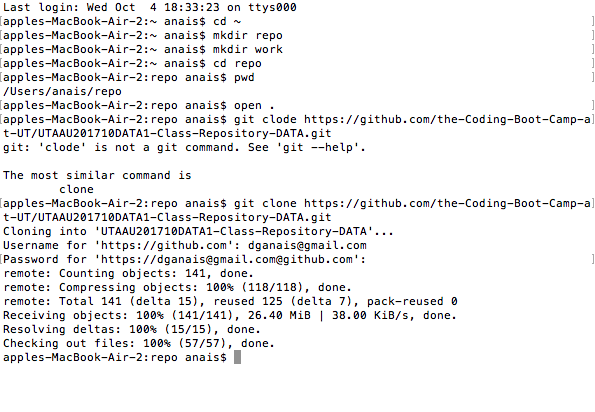 Last login: Wed Oct  4 18:33:23 on ttys000
[apples-MacBook-Air-2:~ anais$ cd ~ ]
[apples-MacBook-Air-2:~ anais$ mkdir repo ]
[apples-MacBook-Air-2:~ anais$ mkdir work ]
[apples-MacBook-Air-2:~ anais$ cd repo ]
[apples-MacBook-Air-2:repo anais$ pwd ]
/Users/anais/repo
[apples-MacBook-Air-2:repo anais$ open . ]
[apples-MacBook-Air-2:repo anais$ git clode https://github.com/the-Coding-Boot-Camp-a]
t-UT/UTAAU201710DATA1-Class-Repository-DATA.git
git: 'clode' is not a git command. See 'git --help'.
The most similar command is
clone
[apples-MacBook-Air-2:repo anais$ git clone https://github.com/the-Coding-Boot-Camp-a]
t-UT/UTAAU201710DATA1-Class-Repository-DATA.git
Cloning into 'UTAAU201710DATA1-Class-Repository-DATA'...
Username for 'https://github.com': dganais@gmail.com
[Password for 'https://dganais@gmail.com@github.com': ]
remote: Counting objects: 141, done.
remote: Compressing objects: 100% (118/118), done.
remote: Total 141 (delta 15), reused 125 (delta 7), pack-reused 0
Receiving objects: 100% (141/141), 26.40 MiB | 38.00 KiB/s, done.
Resolving deltas: 100% (15/15), done.
Checking out files: 100% (57/57), done.
apples-MacBook-Air-2:repo anais$